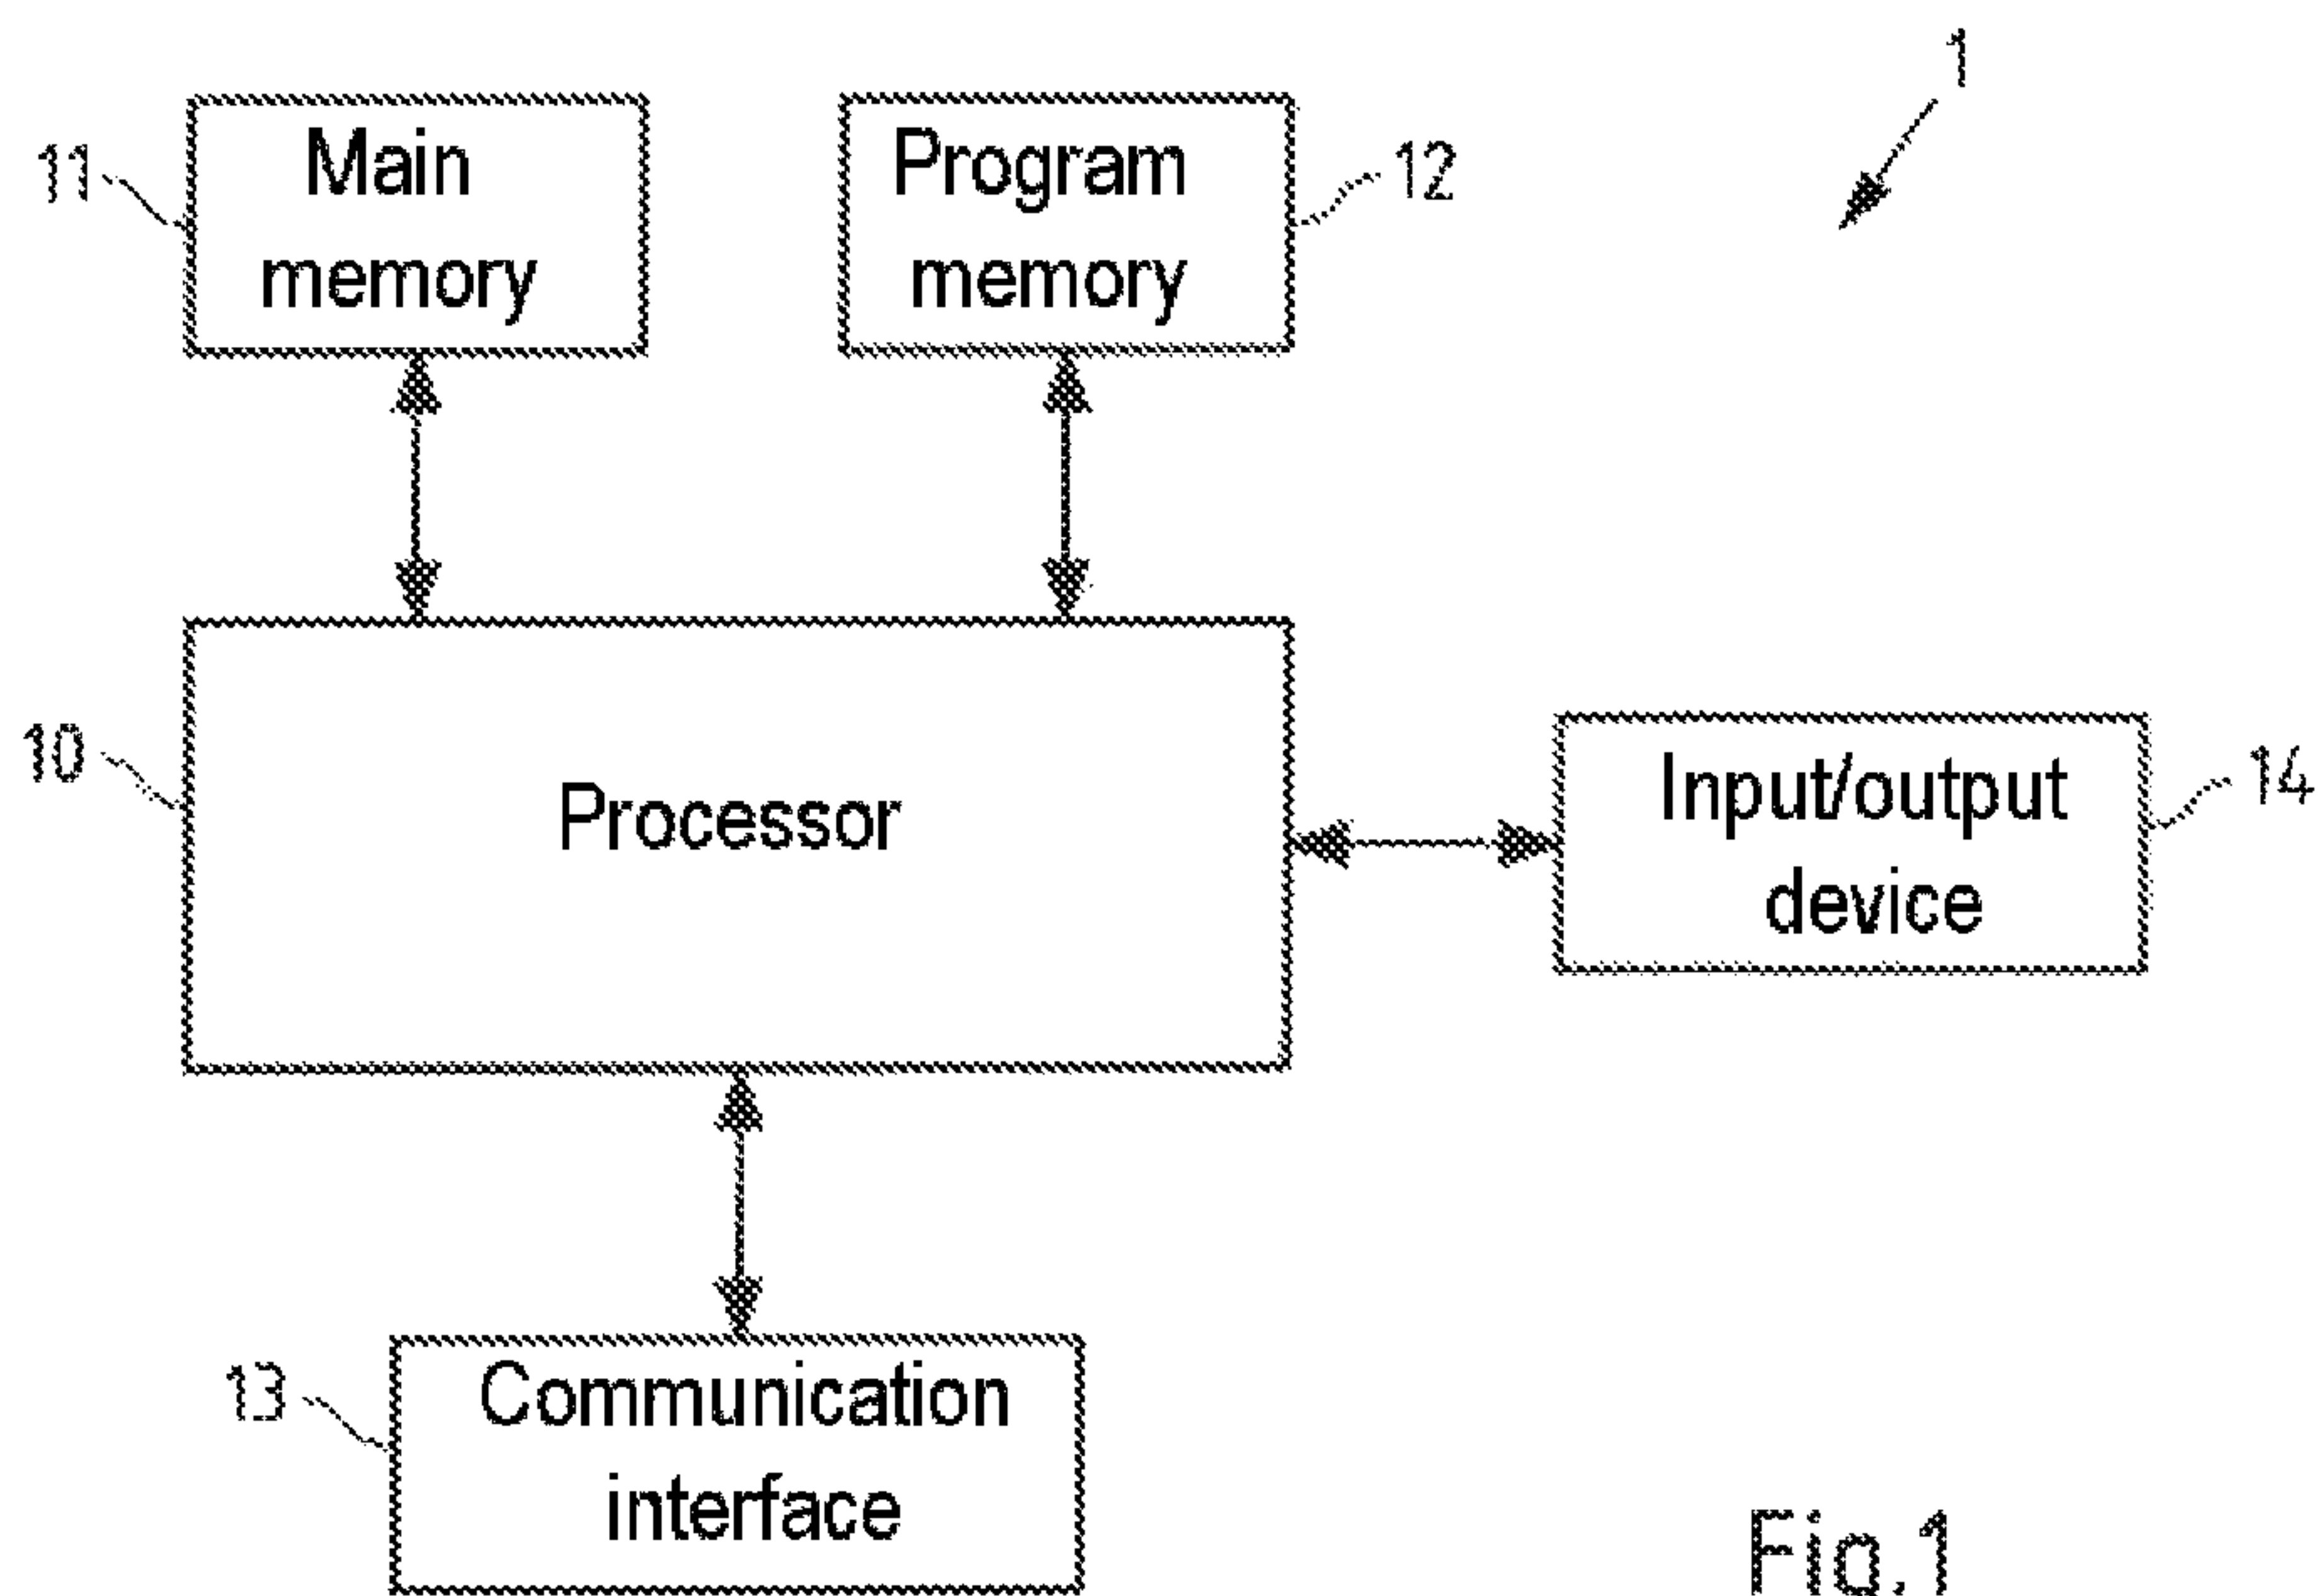 1
11
Main
memory
Program
memory
12
10
Processor
Input/output
device
14
13
Communication
interface
Fig.1